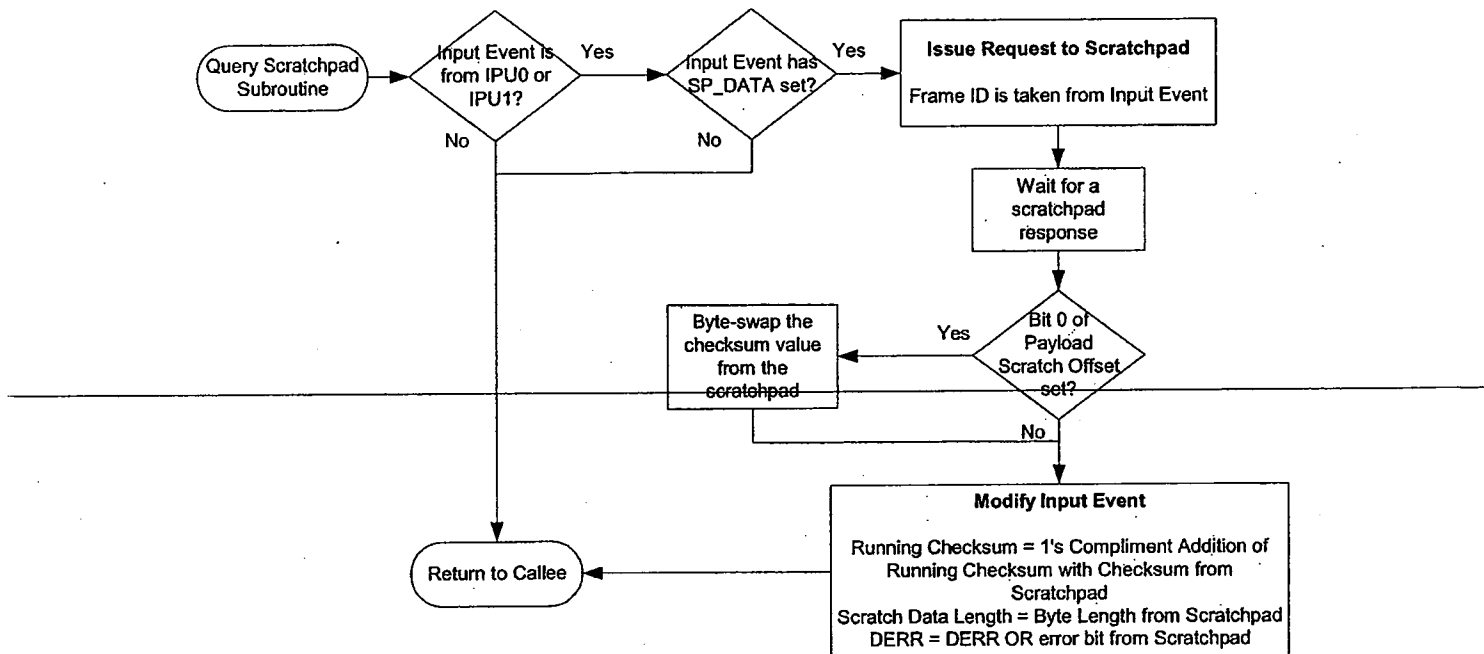 Query Scratchpad
Subroutine
Input Event is
from IPU0 or
IPU1?
Yes
No
Input Event has
SP_DATA set?
Yes
No
Issue Request to Scratchpad
Frame ID is taken from Input Event
Wait for a
scratchpad
response
Bit 0 of
Payload
Scratch Offset
set?
Yes
No
Byte-swap the
checksum value
from the
scratchpad
Modify Input Event
Running Checksum = 1's Compliment Addition of
Running Checksum with Checksum from
Scratchpad
Scratch Data Length = Byte Length from Scratchpad
DERR = DERR OR error bit from Scratchpad
Return to Callee